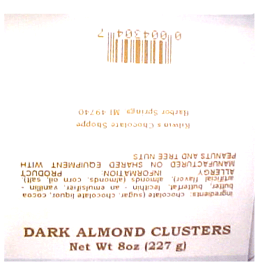 DARK ALMOND CLUSTERS
Net Wt 8oz (227 g)
Ingredients: chocolate (sugar, chocolate liquor, cocoa
butter, butterfat, lecithin - an emulsifier, vanillin -
artificial flavor), almonds (almonds, corn oil, salt)
ALLERGY INFORMATION PRODUCT
MANUFACTURED ON SHARED EQUIPMENT WITH
PEANUTS AND TREE NUTS
Kilwin's Chocolate Shoppe
Harbor Springs MI 49740